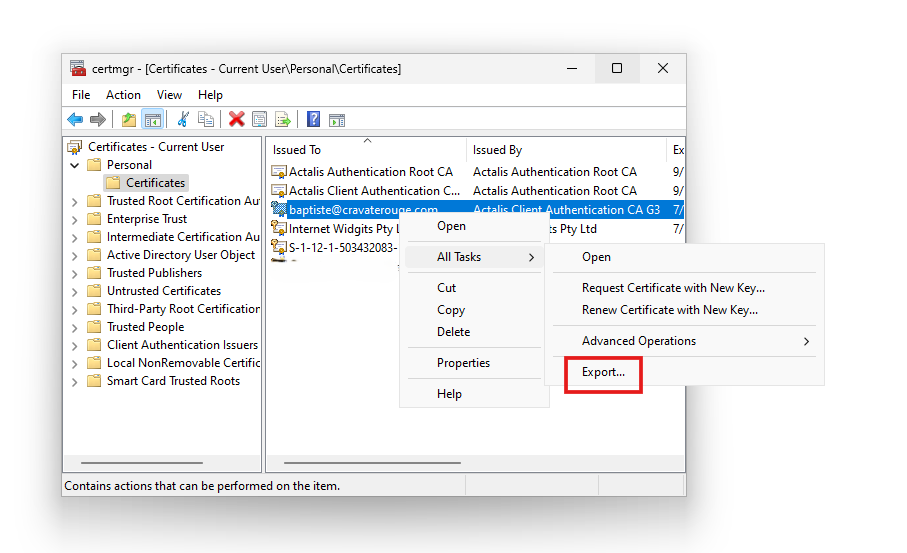 certmgr - [Certificates - Current User\Personal\Certificates]
File Action View Help
Certificates - Current User
Personal
Certificates
Trusted Root Certification Au
Enterprise Trust
Intermediate Certification Au
Active Directory User Object
Trusted Publishers
Untrusted Certificates
Third-Party Root Certification
Trusted People
Client Authentication Issuers
Local NonRemovable Certific
Smart Card Trusted Roots
Issued To Issued By Ex
Actalis Authentication Root CA Actalis Authentication Root CA 9/
Actalis Client Authentication C... Actalis Authentication Root CA 9/
baptiste@cravaterouge.com Actalis Client Authentication CA G3 7/
Internet Widgits Pty L ts Pty Ltd 7/
S-1-12-1-503432083-
Open
All Tasks
Cut
Copy
Delete
Properties
Help
Open
Request Certificate with New Key...
Renew Certificate with New Key...
Advanced Operations
Export...
Contains actions that can be performed on the item.